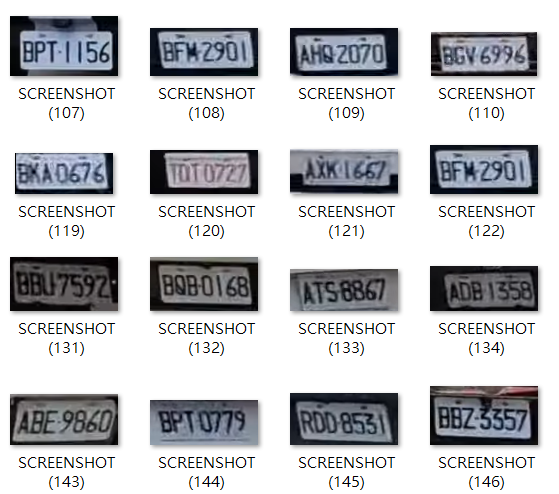 BPT·1156 BFM·2901 AHQ·2070 BGV·6996
SCREENSHOT SCREENSHOT SCREENSHOT SCREENSHOT
(107) (108) (109) (110)
BKA·0676 TDT·0727 AXK·1667 BFM·2901
SCREENSHOT SCREENSHOT SCREENSHOT SCREENSHOT
(119) (120) (121) (122)
BBU·7592 BQB·0168 ATS·8867 ADB·1358
SCREENSHOT SCREENSHOT SCREENSHOT SCREENSHOT
(131) (132) (133) (134)
ABE·9860 BPT·0779 RDD·8531 BBZ·3357
SCREENSHOT SCREENSHOT SCREENSHOT SCREENSHOT
(143) (144) (145) (146)